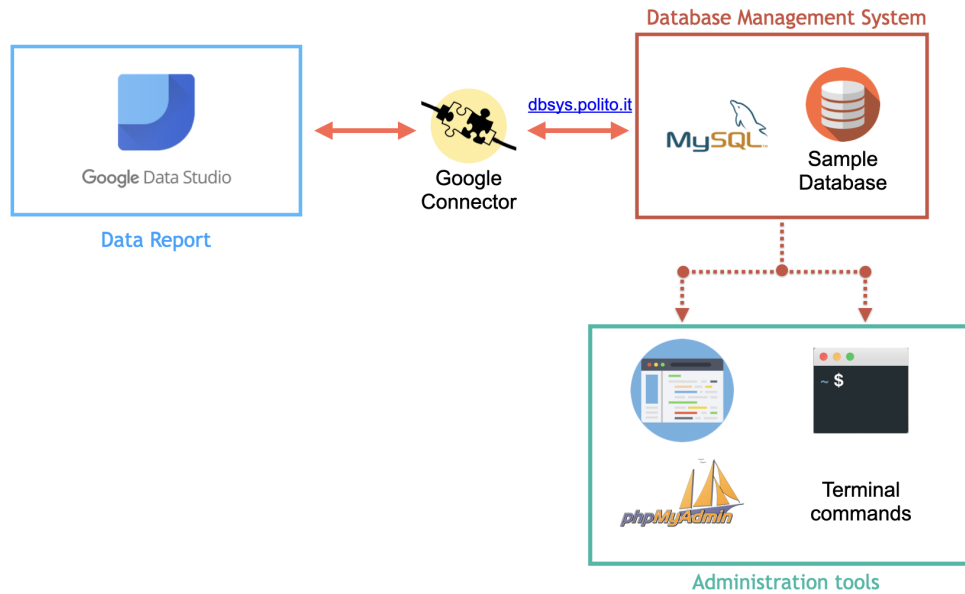 Database Management System
dbsys.polito.it
MySQL
Google Data Studio
Google
Connector
Sample
Database
Data Report
~ $
phpMyAdmin
Terminal
commands
Administration tools